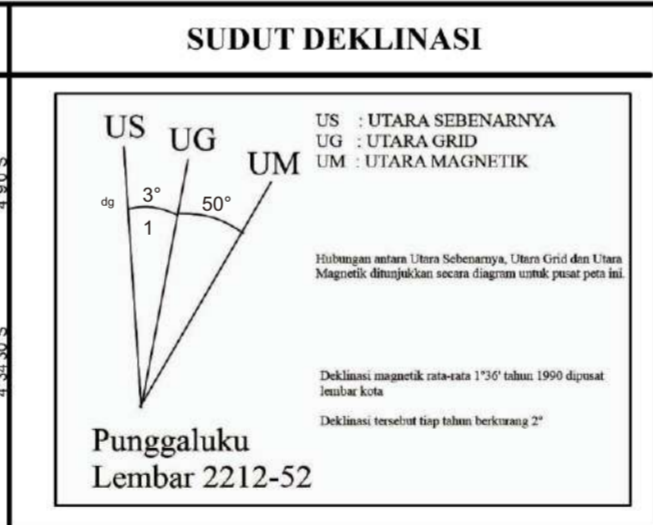 SUDUT DEKLINASI
US UG UM
US : UTARA SEBENARNYA
UG : UTARA GRID
UM : UTARA MAGNETIK
dg 3° 50°
1
Hubungan antara Utara Sebenarnya, Utara Grid dan Utara
Magnetik ditunjukkan secara diagram untuk pusat peta ini.
Deklinasi magnetik rata-rata 1°36' tahun 1990 dipusat
lembar kota
Deklinasi tersebut tiap tahun berkurang 2°
Punggaluku
Lembar 2212-52